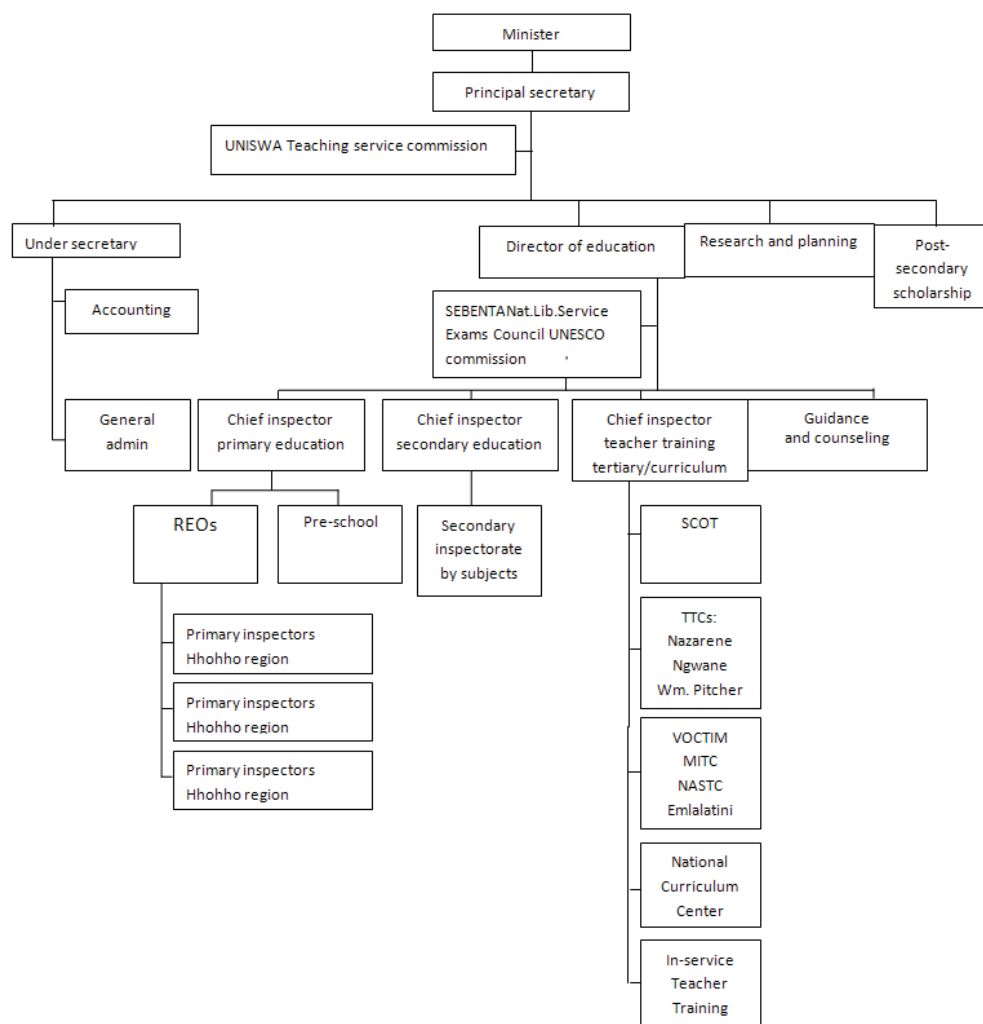 Minister
Principal secretary
UNISWA Teaching service commission
Under secretary
Director of education
Research and planning
Post-
secondary
scholarship
Accounting
SEBENTANat.Lib.Service
Exams Council UNESCO
commission
General
admin
Chief inspector
primary education
Chief inspector
secondary education
Chief inspector
teacher training
tertiary/curriculum
Guidance
and counseling
REOs
Pre-school
Secondary
inspectorate
by subjects
SCOT
Primary inspectors
Hhohho region
Primary inspectors
Hhohho region
Primary inspectors
Hhohho region
TTCs:
Nazarene
Ngwane
Wm. Pitcher
VOCTIM
MITC
NASTC
Emlalatini
National
Curriculum
Center
In-service
Teacher
Training